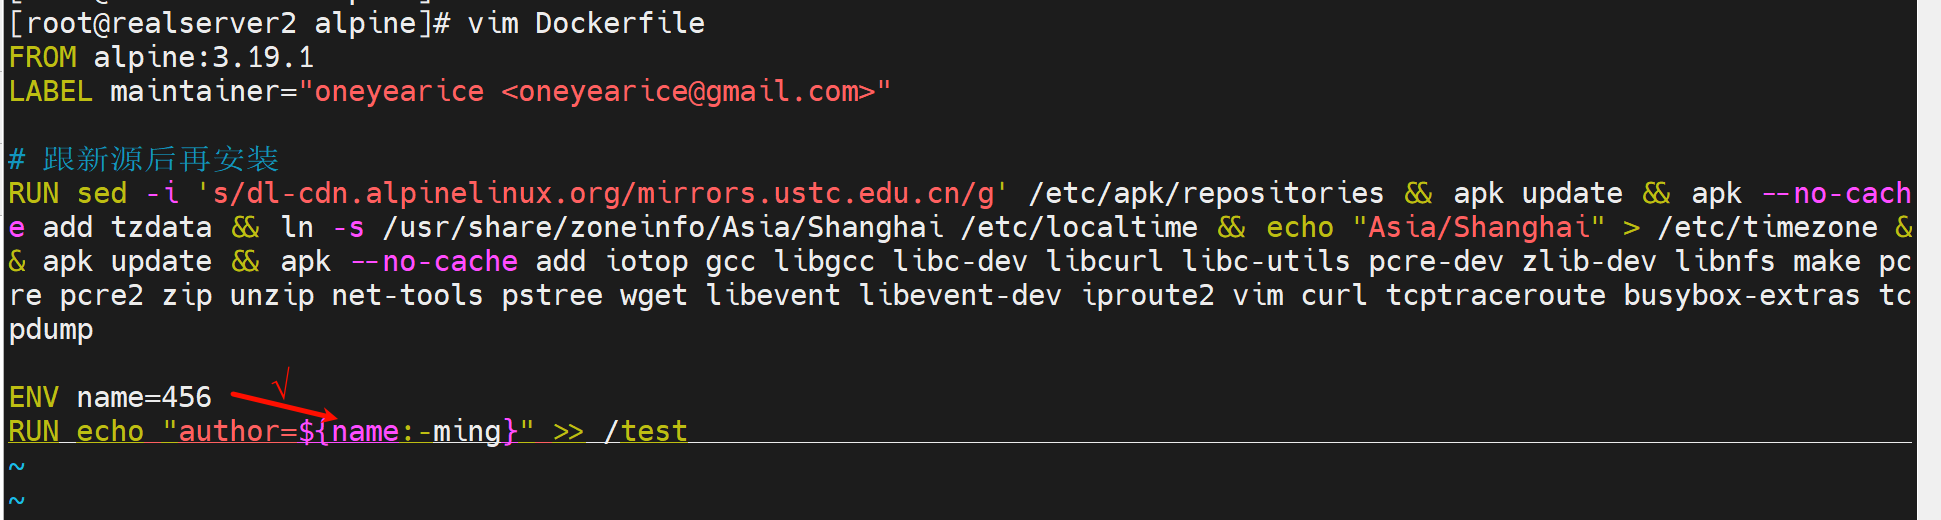 [root@realserver2 alpine]# vim Dockerfile
FROM alpine:3.19.1
LABEL maintainer="oneyearice <oneyearice@gmail.com>"
# 跟新源后再安装
RUN sed -i 's/dl-cdn.alpinelinux.org/mirrors.ustc.edu.cn/g' /etc/apk/repositories && apk update && apk --no-cach
e add tzdata && ln -s /usr/share/zoneinfo/Asia/Shanghai /etc/localtime && echo "Asia/Shanghai" > /etc/timezone &
& apk update && apk --no-cache add iotop gcc libgcc libc-dev libcurl libc-utils pcre-dev zlib-dev libnfs make pc
re pcre2 zip unzip net-tools pstree wget libevent libevent-dev iproute2 vim curl tcptraceroute busybox-extras tc
pdump
√
ENV name=456
RUN echo "author=${name:-ming}" >> /test
~
~